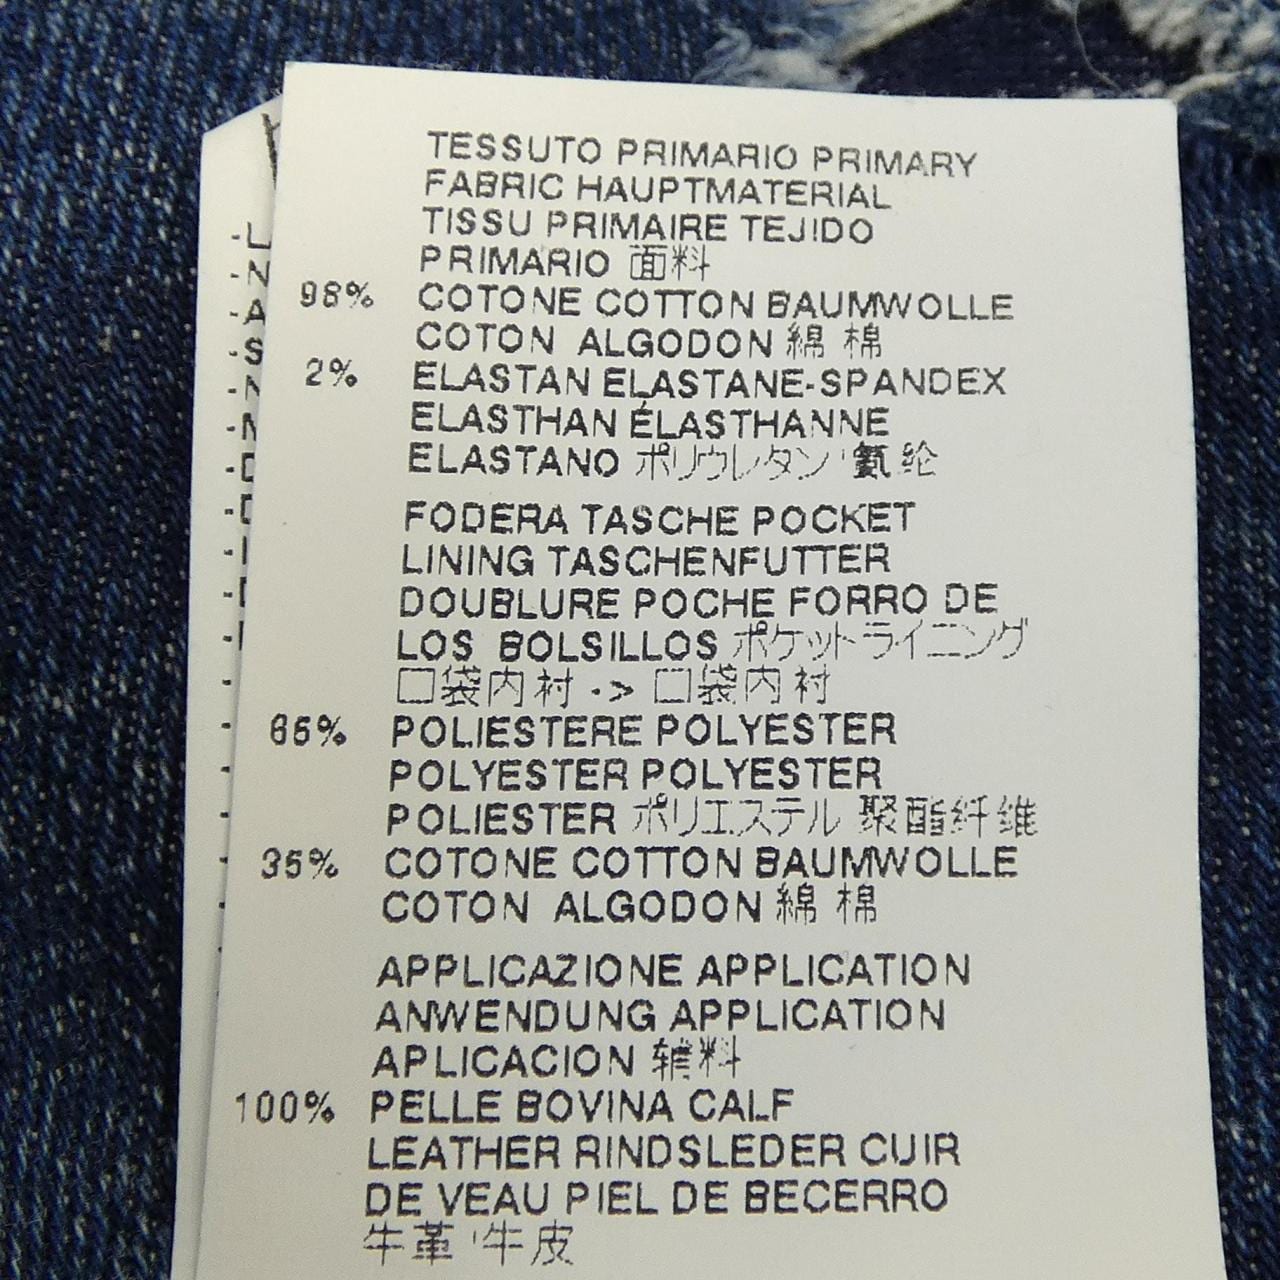 TESSUTO PRIMARIO PRIMARY
FABRIC HAUPTMATERIAL
TISSU PRIMAIRE TEJIDO
PRIMARIO 面料
98% COTONE COTTON BAUMWOLLE
COTON ALGODON 綿 棉
2% ELASTAN ELASTANE-SPANDEX
ELASTHAN ÉLASTHANNE
ELASTANO ポリウレタン 氨纶
FODERA TASCHE POCKET
LINING TASCHENFUTTER
DOUBLURE POCHE FORRO DE
LOS BOLSILLOS ポケットライニング
口袋内衬 -> 口袋内衬
65% POLIESTERE POLYESTER
POLYESTER POLYESTER
POLIESTER ポリエステル 聚酯纤维
35% COTONE COTTON BAUMWOLLE
COTON ALGODON 綿 棉
APPLICAZIONE APPLICATION
ANWENDUNG APPLICATION
APLICACION 辅料
100% PELLE BOVINA CALF
LEATHER RINDSLEDER CUIR
DE VEAU PIEL DE BECERRO
牛革 牛皮